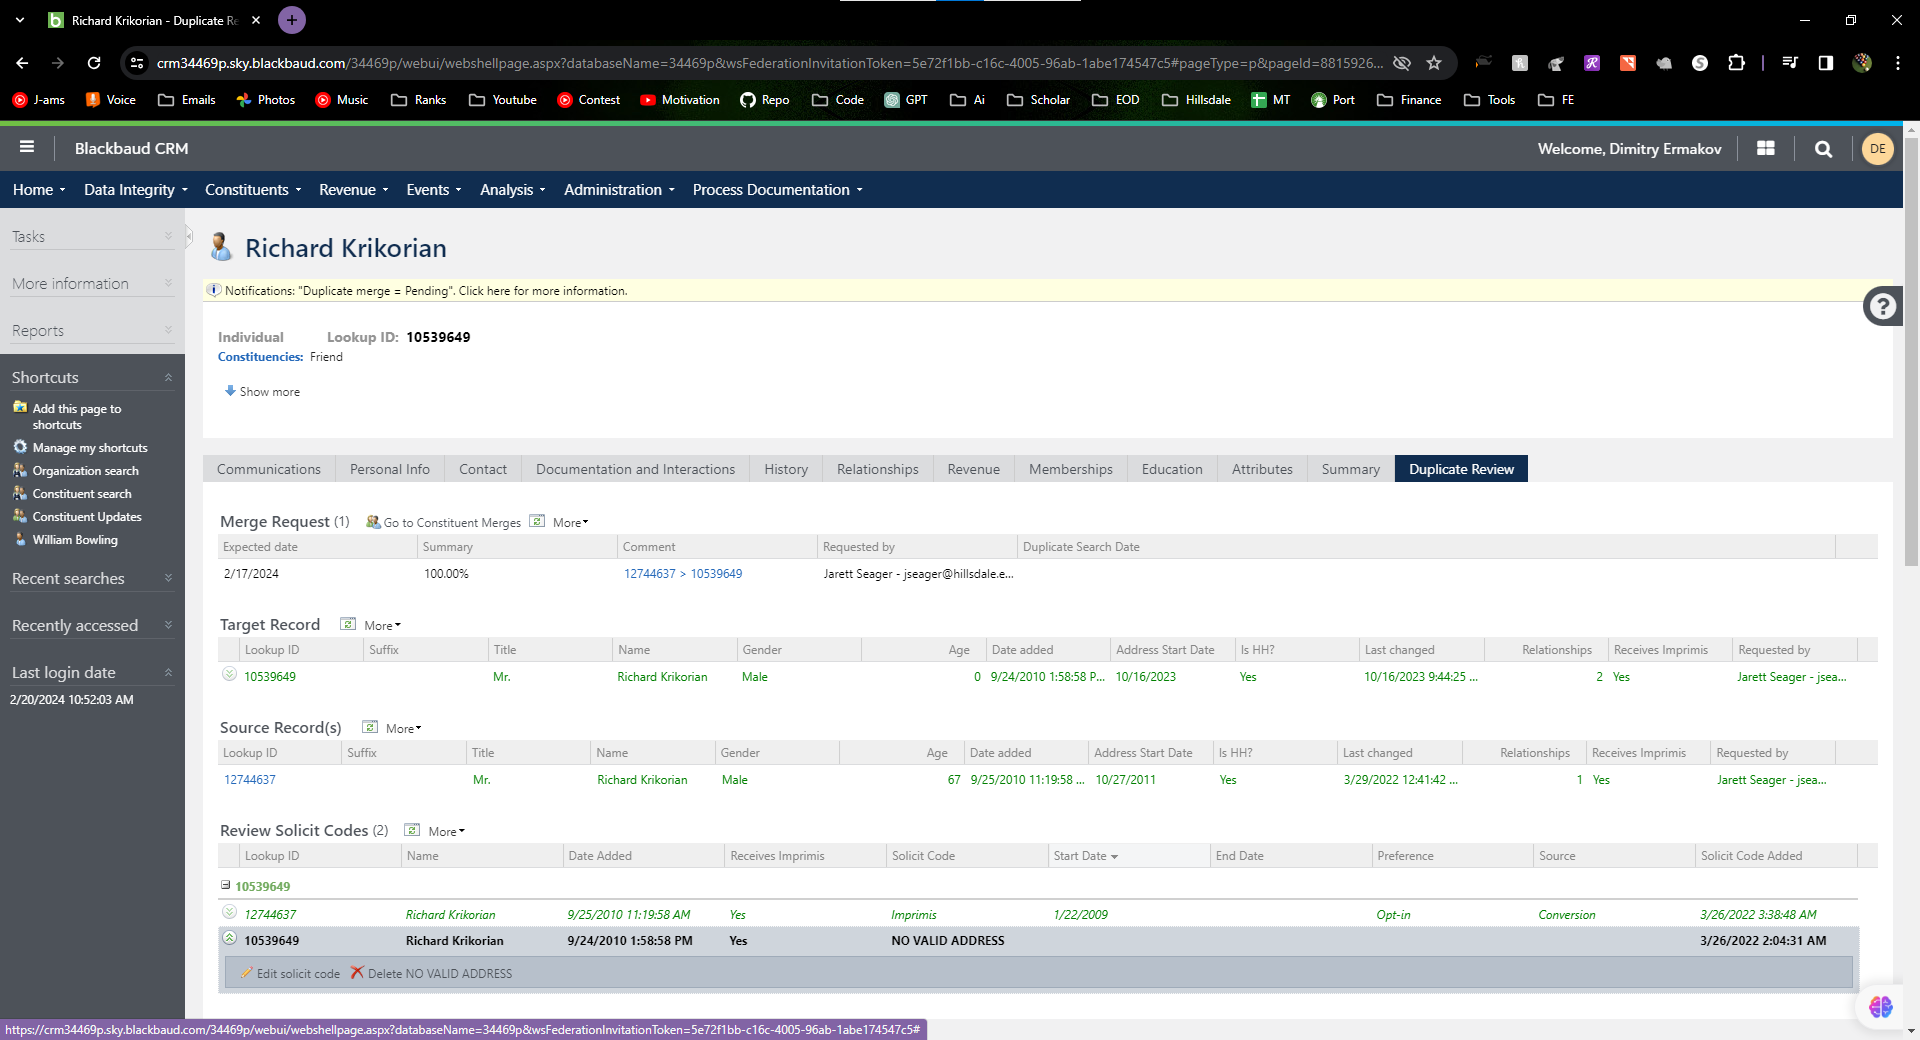 Richard Krikorian - Duplicate Re
crm34469p.sky.blackbaud.com/34469p/webui/webshellpage.aspx?databaseName=34469p&wsFederationInvitationToken=5e72f1bb-c16c-4005-96ab-1abe174547c5#pageType=p&pageId=8815926...
J-ams Voice Emails Photos Music Ranks Youtube Contest Motivation Repo Code GPT Ai Scholar EOD Hillsdale MT Port Finance Tools FE
Blackbaud CRM Welcome, Dimitry Ermakov DE
Home Data Integrity Constituents Revenue Events Analysis Administration Process Documentation
Tasks
More information
Reports
Shortcuts
Add this page to
shortcuts
Manage my shortcuts
Organization search
Constituent search
Constituent Updates
William Bowling
Recent searches
Recently accessed
Last login date
2/20/2024 10:52:03 AM
Richard Krikorian
Notifications: "Duplicate merge = Pending". Click here for more information.
Individual Lookup ID: 10539649
Constituencies: Friend
Show more
Communications Personal Info Contact Documentation and Interactions History Relationships Revenue Memberships Education Attributes Summary Duplicate Review
Merge Request (1) Go to Constituent Merges More
Expected date Summary Comment Requested by Duplicate Search Date
2/17/2024 100.00% 12744637 > 10539649 Jarett Seager - jseager@hillsdale.e...
Target Record More
Lookup ID Suffix Title Name Gender Age Date added Address Start Date Is HH? Last changed Relationships Receives Imprimis Requested by
10539649 Mr. Richard Krikorian Male 0 9/24/2010 1:58:58 P... 10/16/2023 Yes 10/16/2023 9:44:25 ... 2 Yes Jarett Seager - jsea...
Source Record(s) More
Lookup ID Suffix Title Name Gender Age Date added Address Start Date Is HH? Last changed Relationships Receives Imprimis Requested by
12744637 Mr. Richard Krikorian Male 67 9/25/2010 11:19:58 ... 10/27/2011 Yes 3/29/2022 12:41:42 ... 1 Yes Jarett Seager - jsea...
Review Solicit Codes (2) More
Lookup ID Name Date Added Receives Imprimis Solicit Code Start Date End Date Preference Source Solicit Code Added
10539649
12744637 Richard Krikorian 9/25/2010 11:19:58 AM Yes Imprimis 1/22/2009 Opt-in Conversion 3/26/2022 3:38:48 AM
10539649 Richard Krikorian 9/24/2010 1:58:58 PM Yes NO VALID ADDRESS 3/26/2022 2:04:31 AM
Edit solicit code Delete NO VALID ADDRESS
https://crm34469p.sky.blackbaud.com/34469p/webui/webshellpage.aspx?databaseName=34469p&wsFederationInvitationToken=5e72f1bb-c16c-4005-96ab-1abe174547c5#